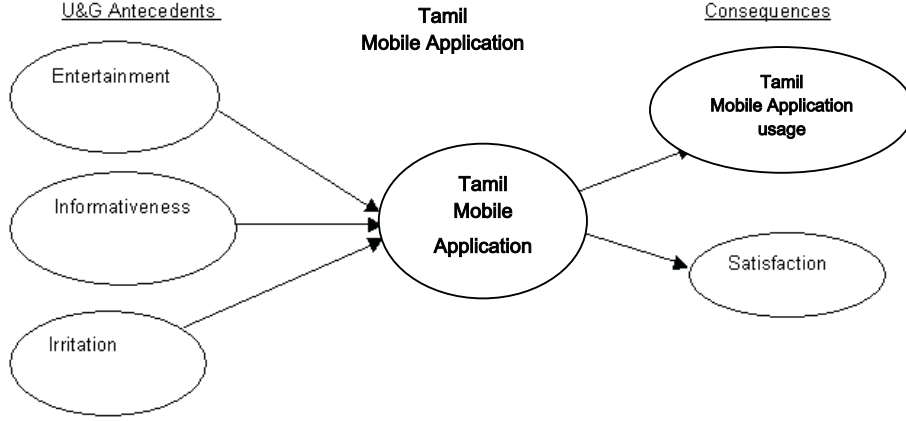 U&G Antecedents
Tamil
Mobile Application
Consequences
Entertainment
Informativeness
Irritation
Tamil
Mobile
Application
Tamil
Mobile Application
usage
Satisfaction